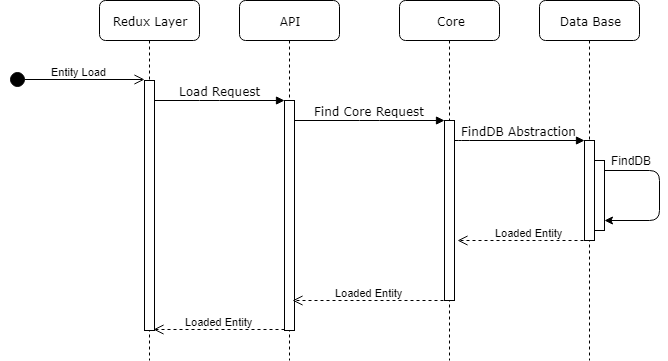 Redux Layer
API
Core
Data Base
Entity Load
Load Request
Find Core Request
FindDB Abstraction
FindDB
Loaded Entity
Loaded Entity
Loaded Entity